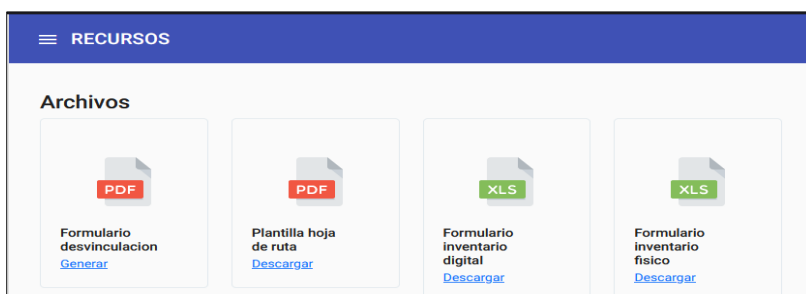 RECURSOS
Archivos
PDF
Formulario
desvinculacion
Generar
PDF
Plantilla hoja
de ruta
Descargar
XLS
Formulario
inventario
digital
Descargar
XLS
Formulario
inventario
fisico
Descargar